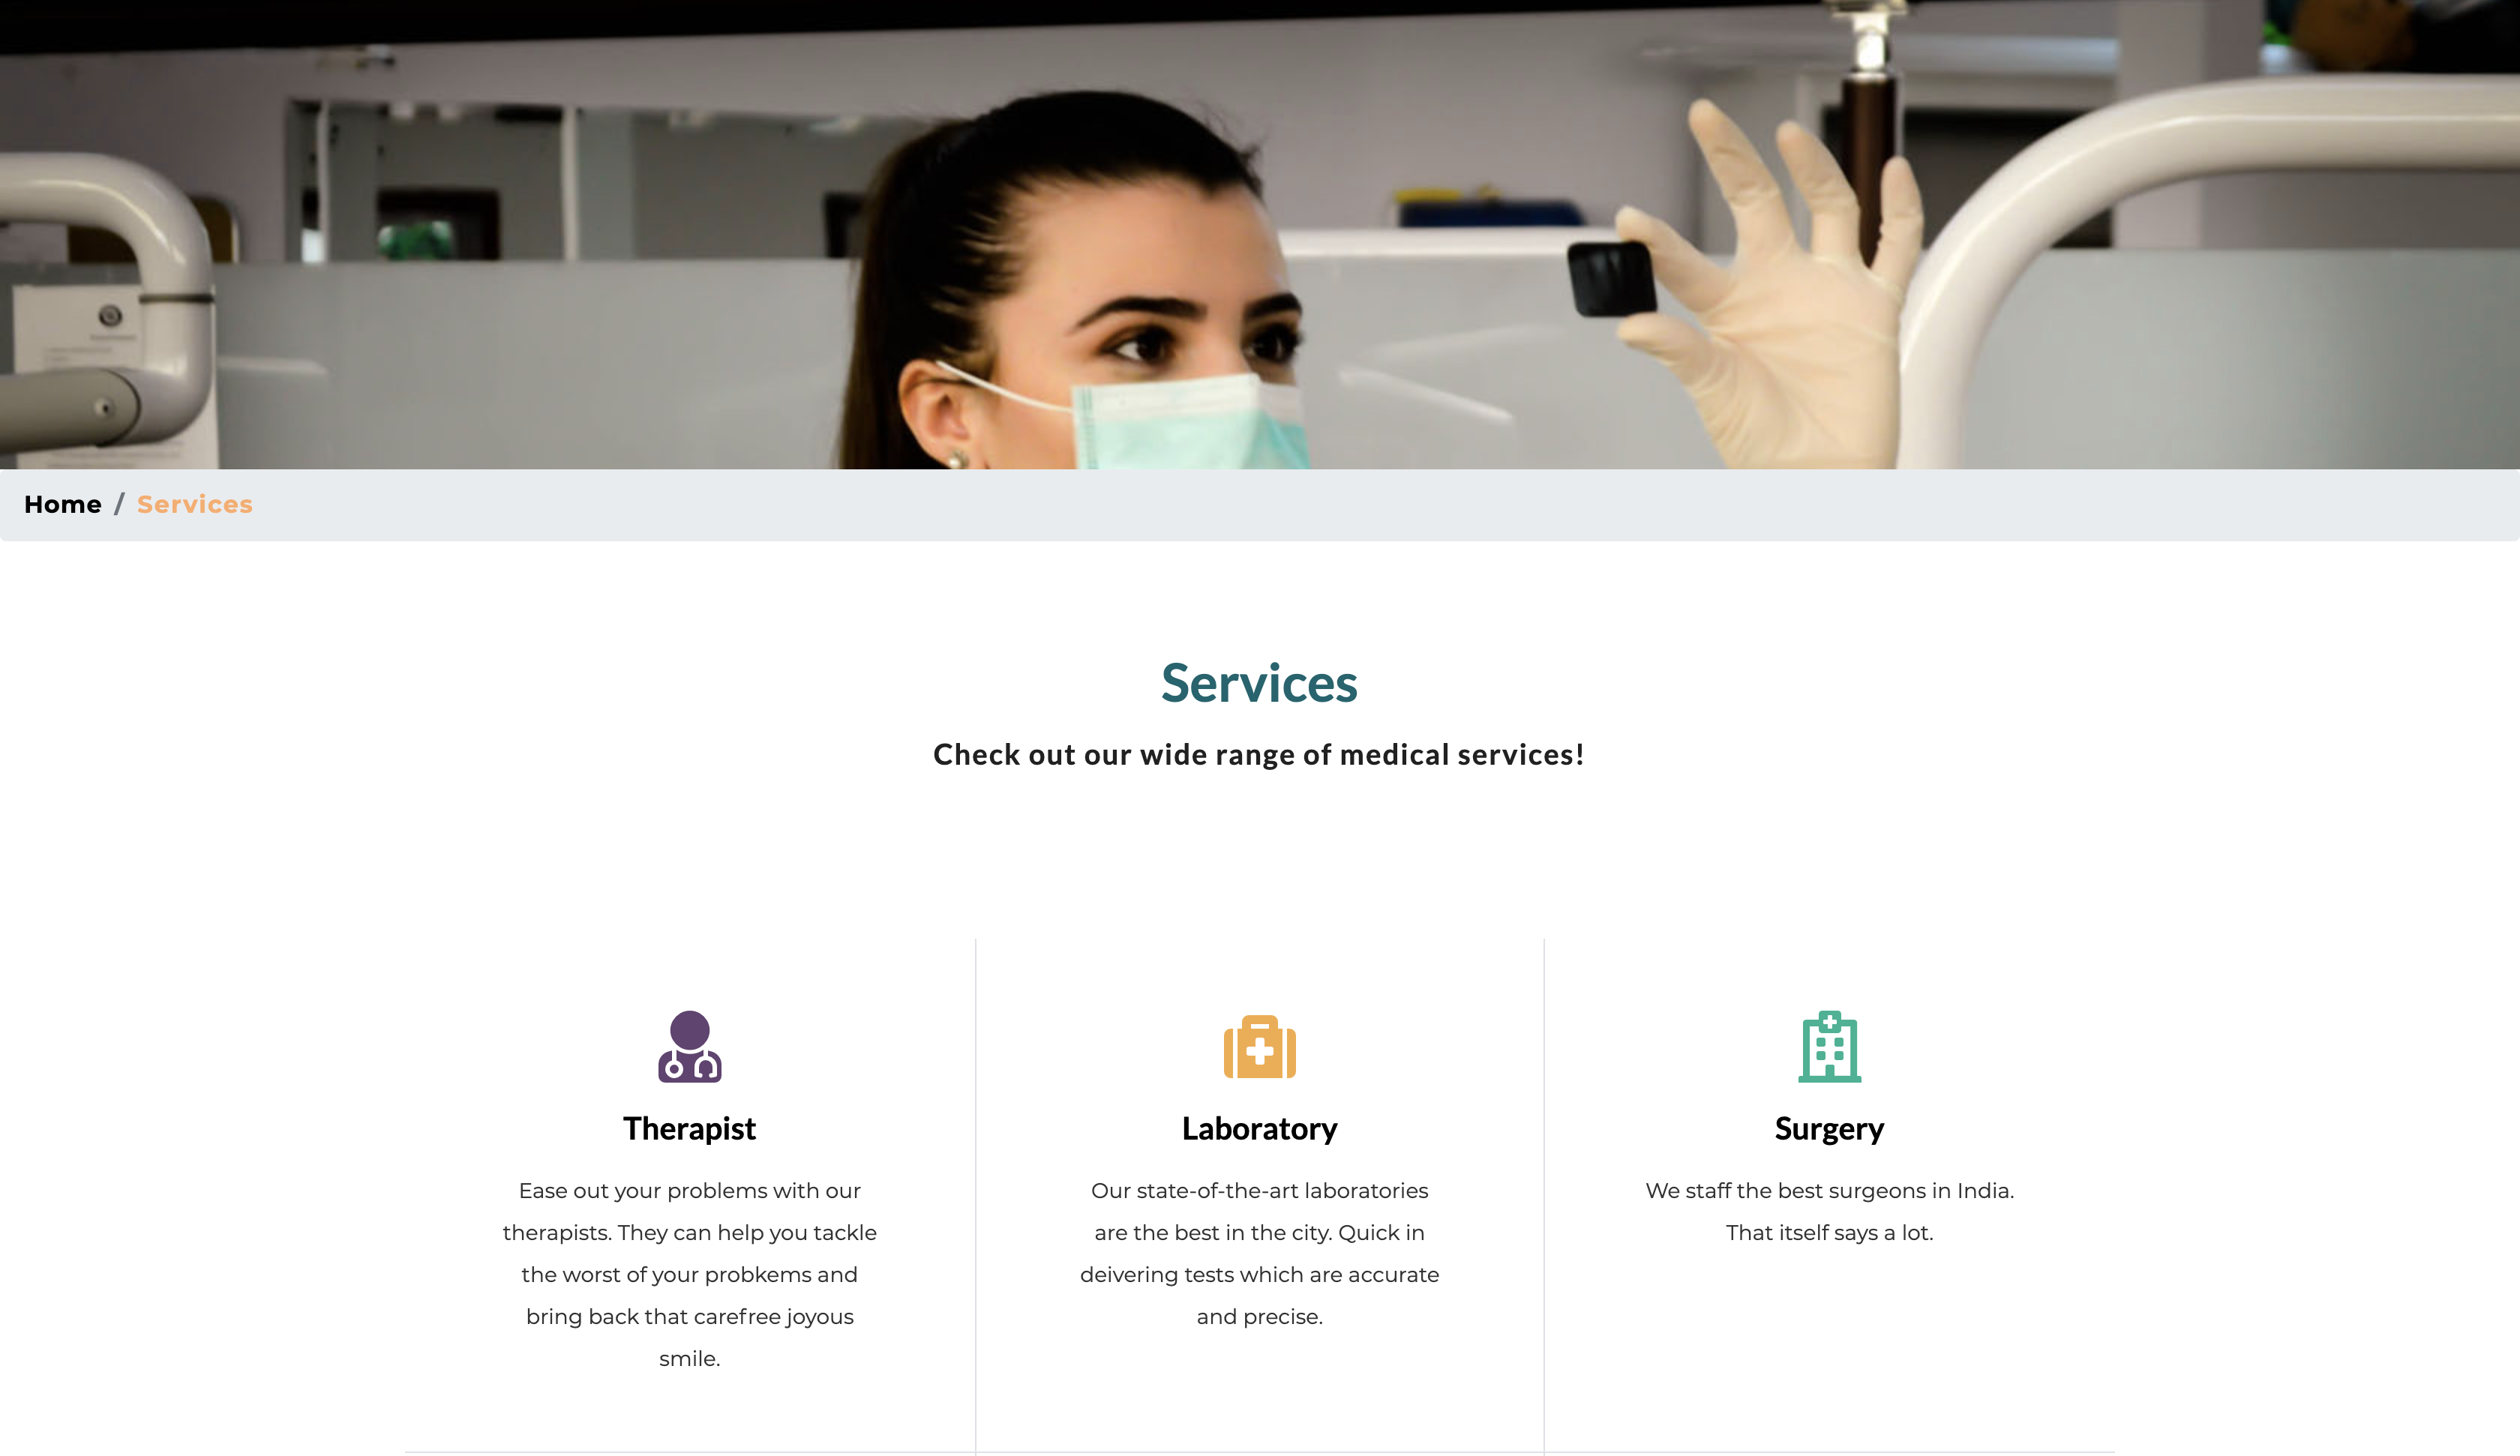 Home / Services
Services
Check out our wide range of medical services!
Therapist
Ease out your problems with our
therapists. They can help you tackle
the worst of your probkems and
bring back that carefree joyous
smile.
Laboratory
Our state-of-the-art laboratories
are the best in the city. Quick in
deivering tests which are accurate
and precise.
Surgery
We staff the best surgeons in India.
That itself says a lot.